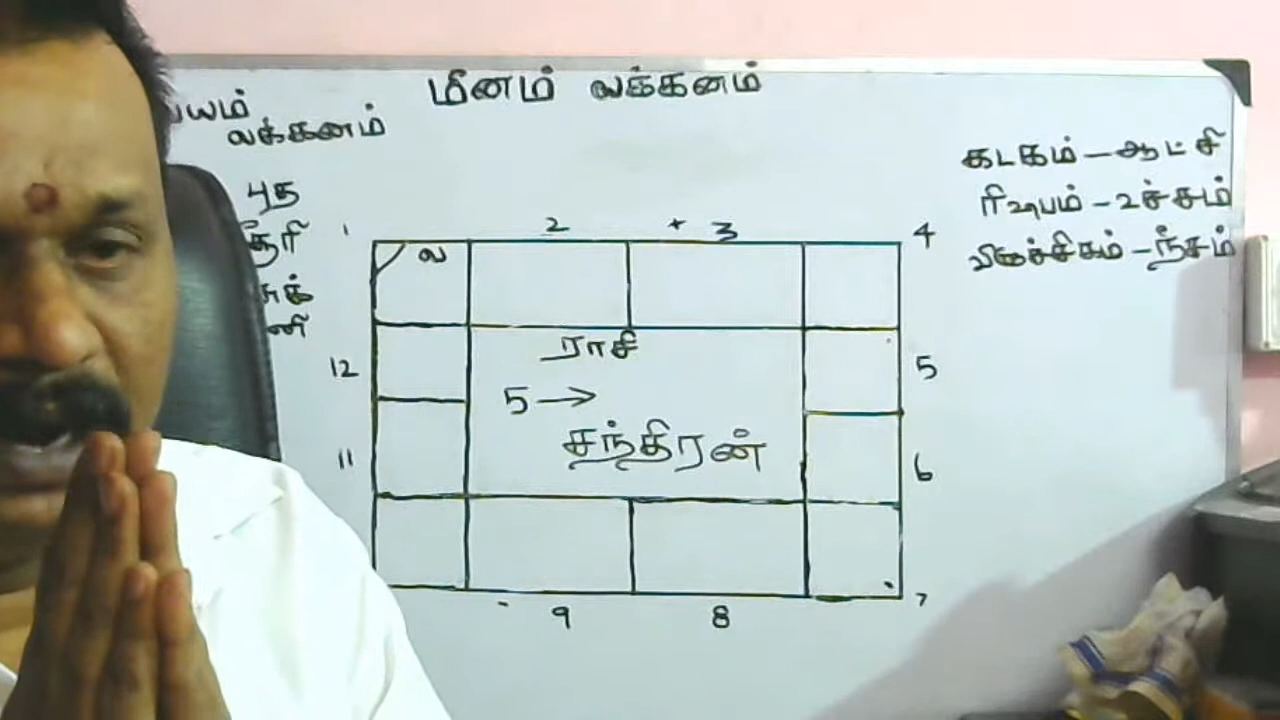 மீனம் லக்கனம்
லக்கனம்
புத
சூரி
சுக்
னி
கடகம் - ஆட்சி
ரிஷபம் - உச்சம்
விருச்சிகம் - நீசம்
1 2 + 3 4
ல
ராசி
12 5
5 →
சந்திரன்
11 6
9 8 7